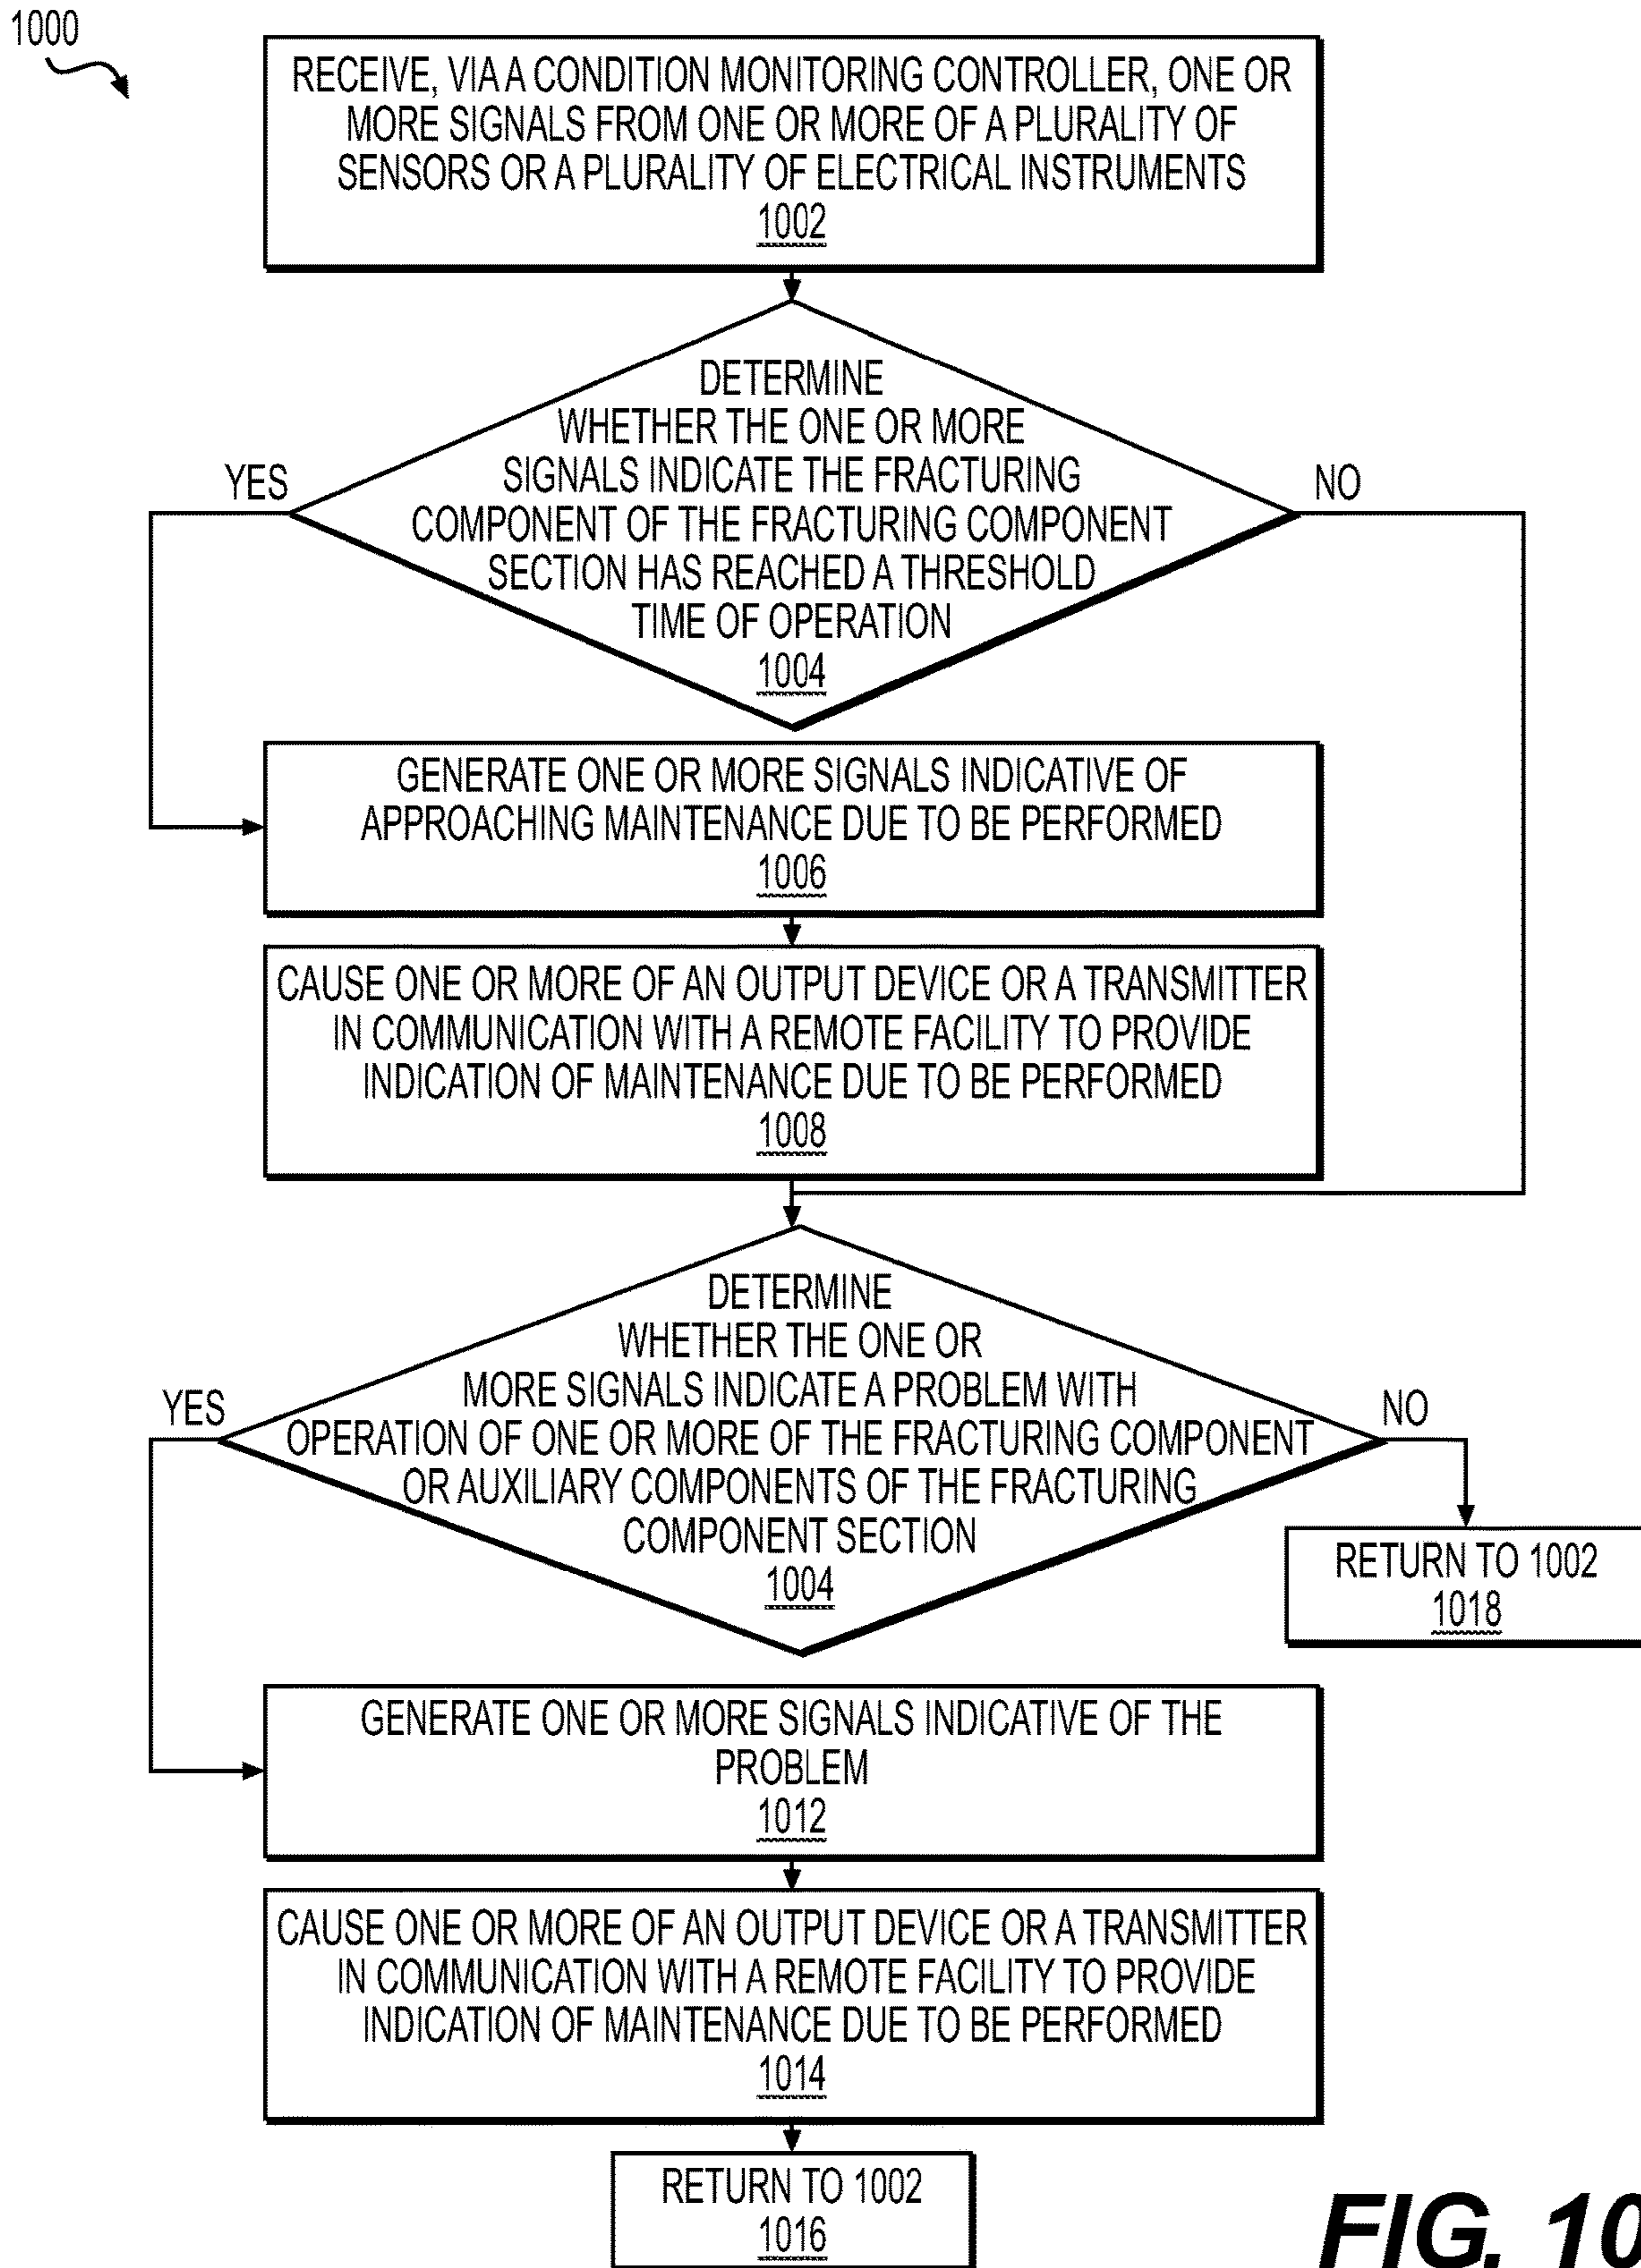 1000
RECEIVE, VIA A CONDITION MONITORING CONTROLLER, ONE OR
MORE SIGNALS FROM ONE OR MORE OF A PLURALITY OF
SENSORS OR A PLURALITY OF ELECTRICAL INSTRUMENTS
1002
DETERMINE
WHETHER THE ONE OR MORE
SIGNALS INDICATE THE FRACTURING
COMPONENT OF THE FRACTURING COMPONENT
SECTION HAS REACHED A THRESHOLD
TIME OF OPERATION
1004
YES
NO
GENERATE ONE OR MORE SIGNALS INDICATIVE OF
APPROACHING MAINTENANCE DUE TO BE PERFORMED
1006
CAUSE ONE OR MORE OF AN OUTPUT DEVICE OR A TRANSMITTER
IN COMMUNICATION WITH A REMOTE FACILITY TO PROVIDE
INDICATION OF MAINTENANCE DUE TO BE PERFORMED
1008
DETERMINE
WHETHER THE ONE OR
MORE SIGNALS INDICATE A PROBLEM WITH
OPERATION OF ONE OR MORE OF THE FRACTURING COMPONENT
OR AUXILIARY COMPONENTS OF THE FRACTURING
COMPONENT SECTION
1004
YES
NO
RETURN TO 1002
1018
GENERATE ONE OR MORE SIGNALS INDICATIVE OF THE
PROBLEM
1012
CAUSE ONE OR MORE OF AN OUTPUT DEVICE OR A TRANSMITTER
IN COMMUNICATION WITH A REMOTE FACILITY TO PROVIDE
INDICATION OF MAINTENANCE DUE TO BE PERFORMED
1014
RETURN TO 1002
1016
FIG. 10